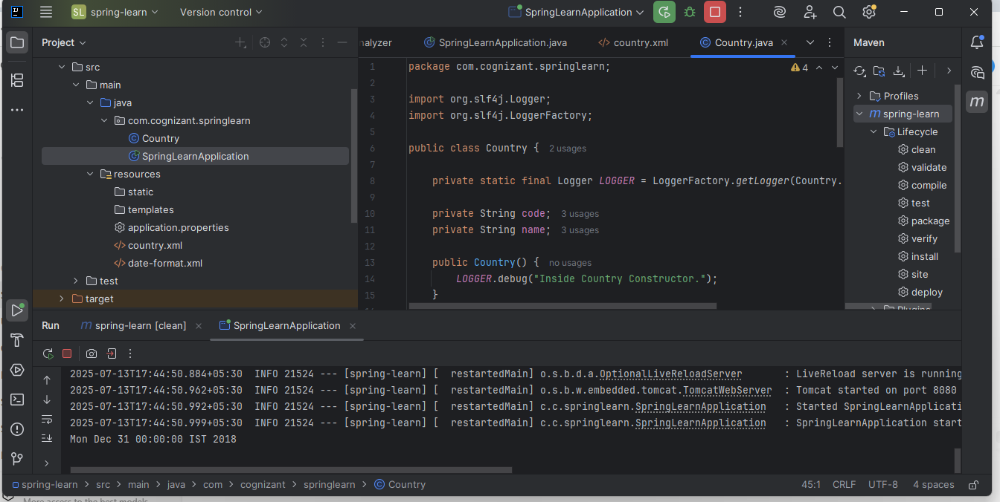 SL spring-learn Version control SpringLearnApplication
Project
src
main
java
com.cognizant.springlearn
Country
SpringLearnApplication
resources
static
templates
application.properties
country.xml
date-format.xml
test
target
nalyzer SpringLearnApplication.java country.xml Country.java
4
1 package com.cognizant.springlearn;
2
3 import org.slf4j.Logger;
4 import org.slf4j.LoggerFactory;
5
6 public class Country { 2 usages
7
8 private static final Logger LOGGER = LoggerFactory.getLogger(Country.
9
10 private String code; 3 usages
11 private String name; 3 usages
12
13 public Country() { no usages
14 LOGGER.debug("Inside Country Constructor.");
15 }
Maven
Profiles
m spring-learn
Lifecycle
clean
validate
compile
test
package
verify
install
site
deploy
Plugins
m
Run m spring-learn [clean] SpringLearnApplication
2025-07-13T17:44:50.884+05:30 INFO 21524 --- [spring-learn] [ restartedMain] o.s.b.d.a.OptionalLiveReloadServer : LiveReload server is running
2025-07-13T17:44:50.962+05:30 INFO 21524 --- [spring-learn] [ restartedMain] o.s.b.w.embedded.tomcat.TomcatWebServer : Tomcat started on port 8080
2025-07-13T17:44:50.992+05:30 INFO 21524 --- [spring-learn] [ restartedMain] c.c.springlearn.SpringLearnApplication : Started SpringLearnApplicati
2025-07-13T17:44:50.999+05:30 INFO 21524 --- [spring-learn] [ restartedMain] c.c.springlearn.SpringLearnApplication : SpringLearnApplication start
Mon Dec 31 00:00:00 IST 2018
spring-learn > src > main > java > com > cognizant > springlearn > Country 45:1 CRLF UTF-8 4 spaces
More access to the best models